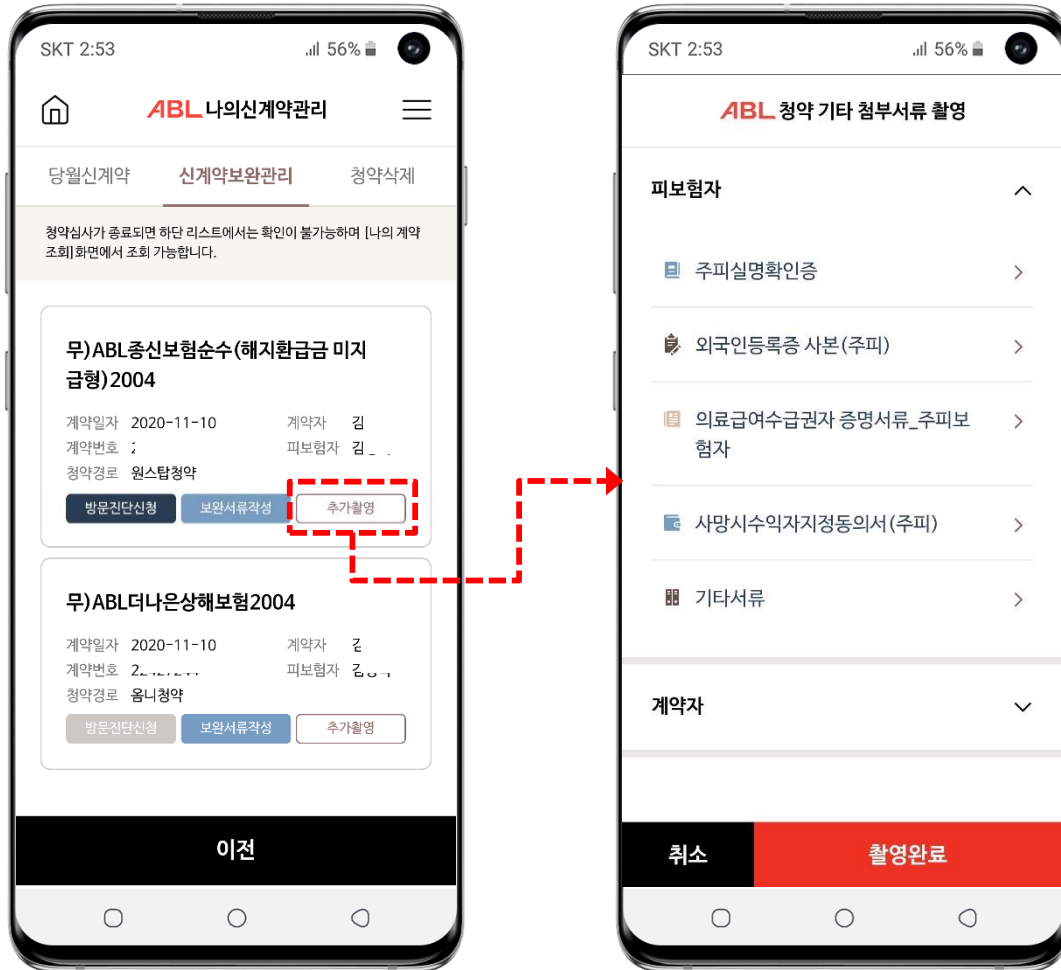 SKT 2:53
56%
ABL 나의신계약관리
당월신계약 신계약보완관리 청약삭제
청약심사가 종료되면 하단 리스트에서는 확인이 불가능하며 [나의 계약
조회]화면에서 조회 가능합니다.
무)ABL종신보험순수(해지환급금 미지
급형)2004
계약일자 2020-11-10 계약자 김
계약번호 피보험자 김
청약경로 원스탑청약
방문진단신청 보완서류작성 추가촬영
무)ABL더나은상해보험2004
계약일자 2020-11-10 계약자
계약번호 피보험자
청약경로 옴니청약
방문진단신청 보완서류작성 추가촬영
이전
SKT 2:53
56%
ABL 청약 기타 첨부서류 촬영
피보험자
주피실명확인증
외국인등록증 사본(주피)
의료급여수급권자 증명서류_주피보
험자
사망시수익자지정동의서(주피)
기타서류
계약자
취소 촬영완료